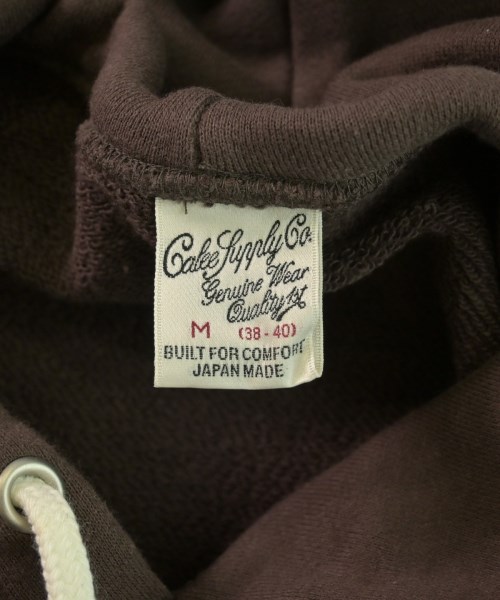 Calee Supply Co.
Genuine Wear
Quality 1st
M (38-40)
BUILT FOR COMFORT
JAPAN MADE